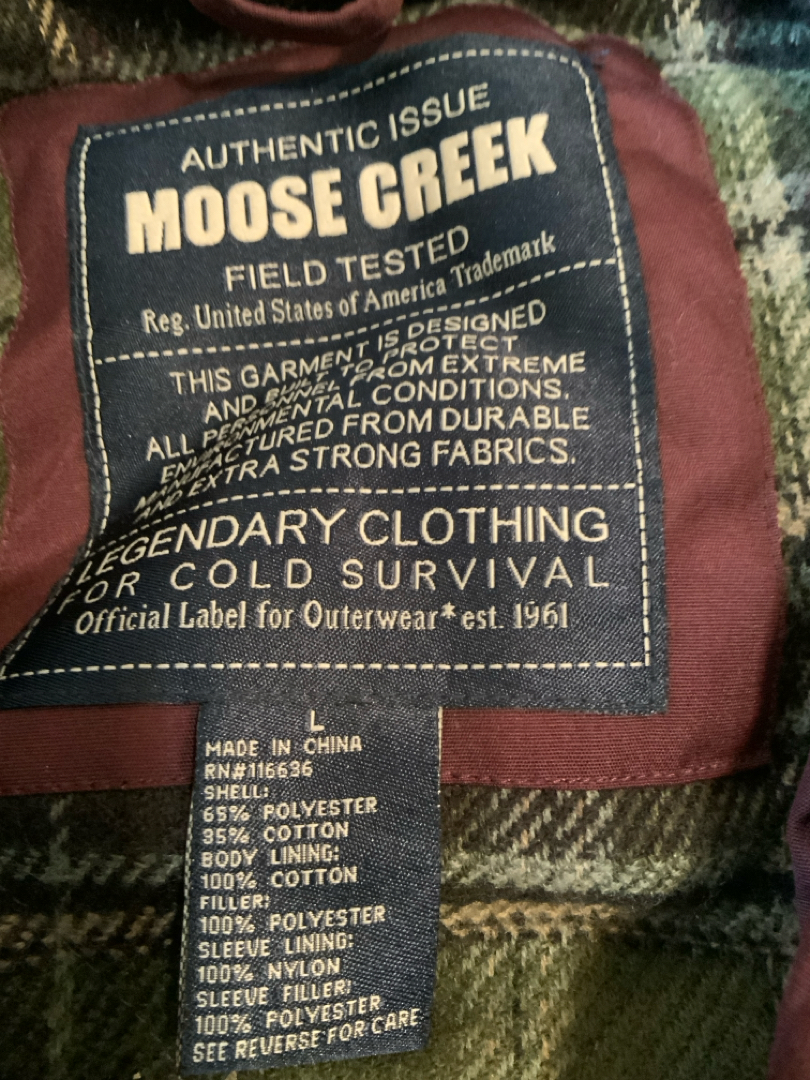 AUTHENTIC ISSUE
MOOSE CREEK
FIELD TESTED
Reg. United States of America Trademark
THIS GARMENT IS DESIGNED
AND BUILT TO PROTECT
ALL PERSONNEL FROM EXTREME
ENVIRONMENTAL CONDITIONS.
MANUFACTURED FROM DURABLE
AND EXTRA STRONG FABRICS.
LEGENDARY CLOTHING
FOR COLD SURVIVAL
Official Label for Outerwear* est. 1961
L
MADE IN CHINA
RN#116636
SHELL:
65% POLYESTER
35% COTTON
BODY LINING:
100% COTTON
FILLER:
100% POLYESTER
SLEEVE LINING:
100% NYLON
SLEEVE FILLER:
100% POLYESTER
SEE REVERSE FOR CARE